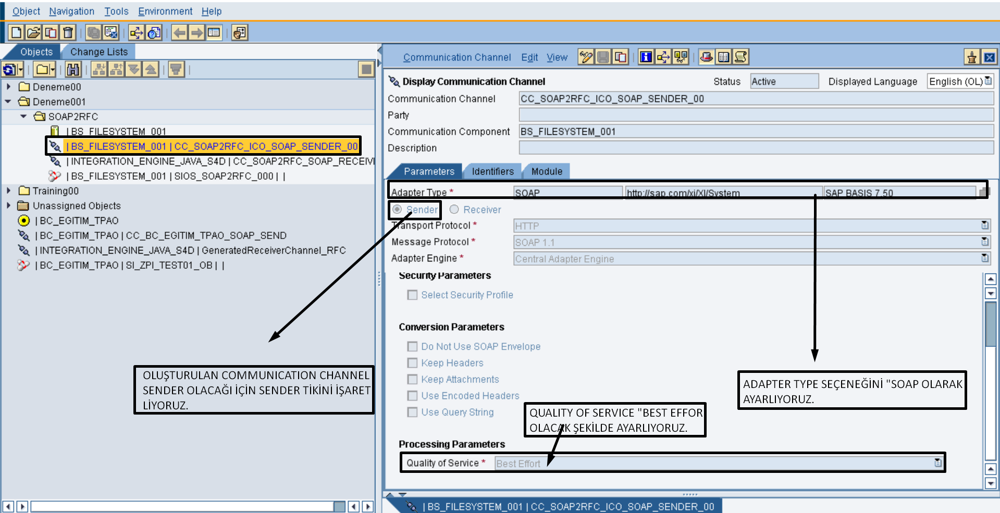 Object Navigation Tools Environment Help
Objects Change Lists
Deneme00
Deneme001
SOAP2RFC
| BS_FILESYSTEM_001
| BS_FILESYSTEM_001 | CC_SOAP2RFC_ICO_SOAP_SENDER_00
| INTEGRATION_ENGINE_JAVA_S4D | CC_SOAP2RFC_SOAP_RECEIV
| BS_FILESYSTEM_001 | SIOS_SOAP2RFC_000 | |
Training00
Unassigned Objects
| BC_EGITIM_TPAO
| BC_EGITIM_TPAO | CC_BC_EGITIM_TPAO_SOAP_SEND
| INTEGRATION_ENGINE_JAVA_S4D | GeneratedReceiverChannel_RFC
| BC_EGITIM_TPAO | SI_ZPI_TEST01_OB | |
OLUŞTURULAN COMMUNICATION CHANNEL
SENDER OLACAĞI İÇİN SENDER TİKİNİ İŞARET
LİYORUZ.
Communication Channel Edit View
Display Communication Channel Status Active Displayed Language English (OL)
Communication Channel CC_SOAP2RFC_ICO_SOAP_SENDER_00
Party
Communication Component BS_FILESYSTEM_001
Description
Parameters Identifiers Module
Adapter Type * SOAP http://sap.com/xi/XI/System SAP BASIS 7.50
Sender Receiver
Transport Protocol * HTTP
Message Protocol * SOAP 1.1
Adapter Engine * Central Adapter Engine
Security Parameters
Select Security Profile
Conversion Parameters
Do Not Use SOAP Envelope
Keep Headers
Keep Attachments
Use Encoded Headers
Use Query String
ADAPTER TYPE SEÇENEĞİNİ "SOAP OLARAK
AYARLIYORUZ.
QUALITY OF SERVICE "BEST EFFOR
OLACAK ŞEKİLDE AYARLIYORUZ.
Processing Parameters
Quality of Service * Best Effort
| BS_FILESYSTEM_001 | CC_SOAP2RFC_ICO_SOAP_SENDER_00